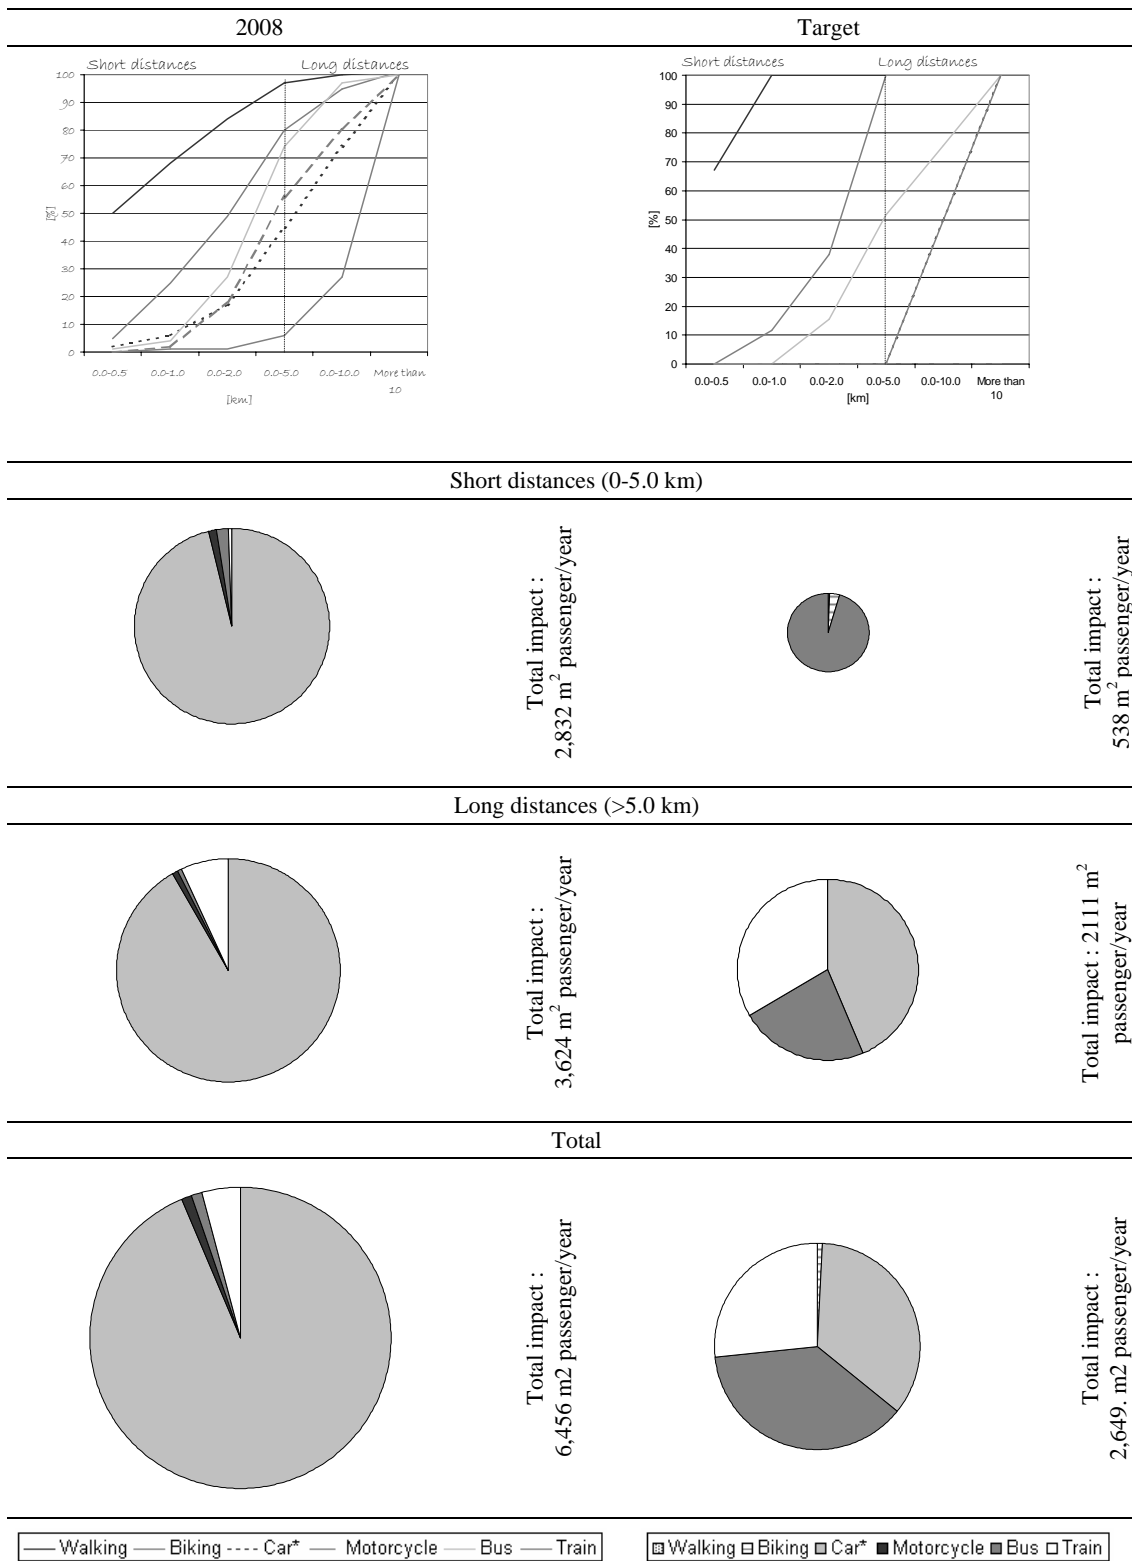 2008 Target
Short distances Long distances
100
90
80
70
60
50
40
30
20
10
0
[%]
0.0-0.5 0.0-1.0 0.0-2.0 0.0-5.0 0.0-10.0 More than
10
[km]
Short distances Long distances
100
90
80
70
60
50
40
30
20
10
0
[%]
0.0-0.5 0.0-1.0 0.0-2.0 0.0-5.0 0.0-10.0 More than
10
[km]
Short distances (0-5.0 km)
Total impact :
2,832 m² passenger/year
Total impact :
538 m² passenger/year
Long distances (>5.0 km)
Total impact :
3,624 m² passenger/year
Total impact : 2111 m²
passenger/year
Total
Total impact :
6,456 m2 passenger/year
Total impact :
2,649. m2 passenger/year
Walking Biking Car* Motorcycle Bus Train
Walking Biking Car* Motorcycle Bus Train